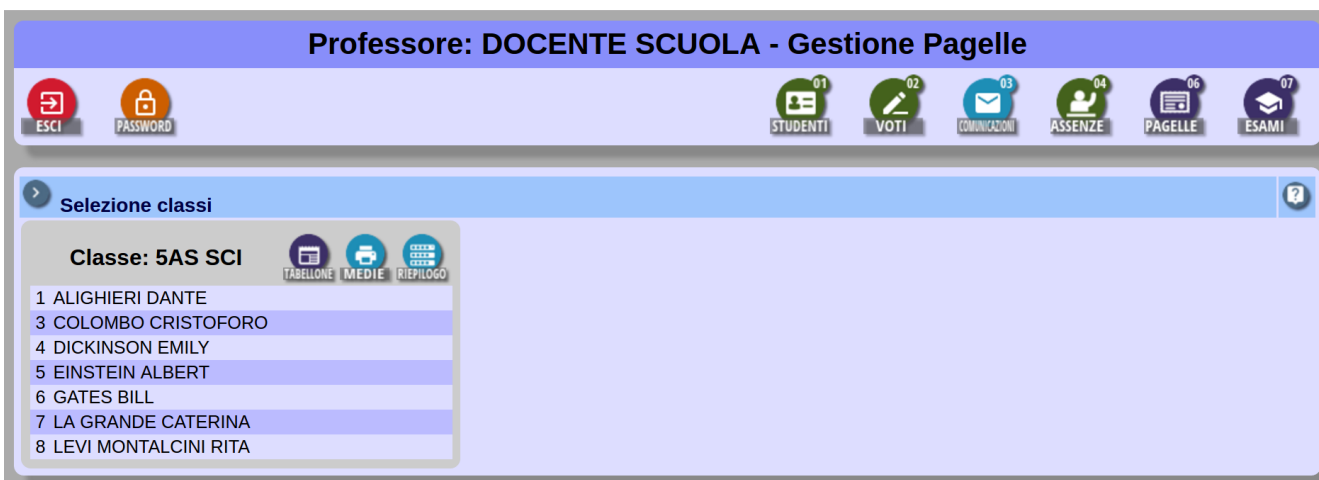 Professore: DOCENTE SCUOLA - Gestione Pagelle
ESCI
PASSWORD
01
STUDENTI
02
VOTI
03
COMUNICAZIONI
04
ASSENZE
06
PAGELLE
07
ESAMI
Selezione classi
?
Classe: 5AS SCI
TABELLONE
MEDIE
RIEPILOGO
1 ALIGHIERI DANTE
3 COLOMBO CRISTOFORO
4 DICKINSON EMILY
5 EINSTEIN ALBERT
6 GATES BILL
7 LA GRANDE CATERINA
8 LEVI MONTALCINI RITA